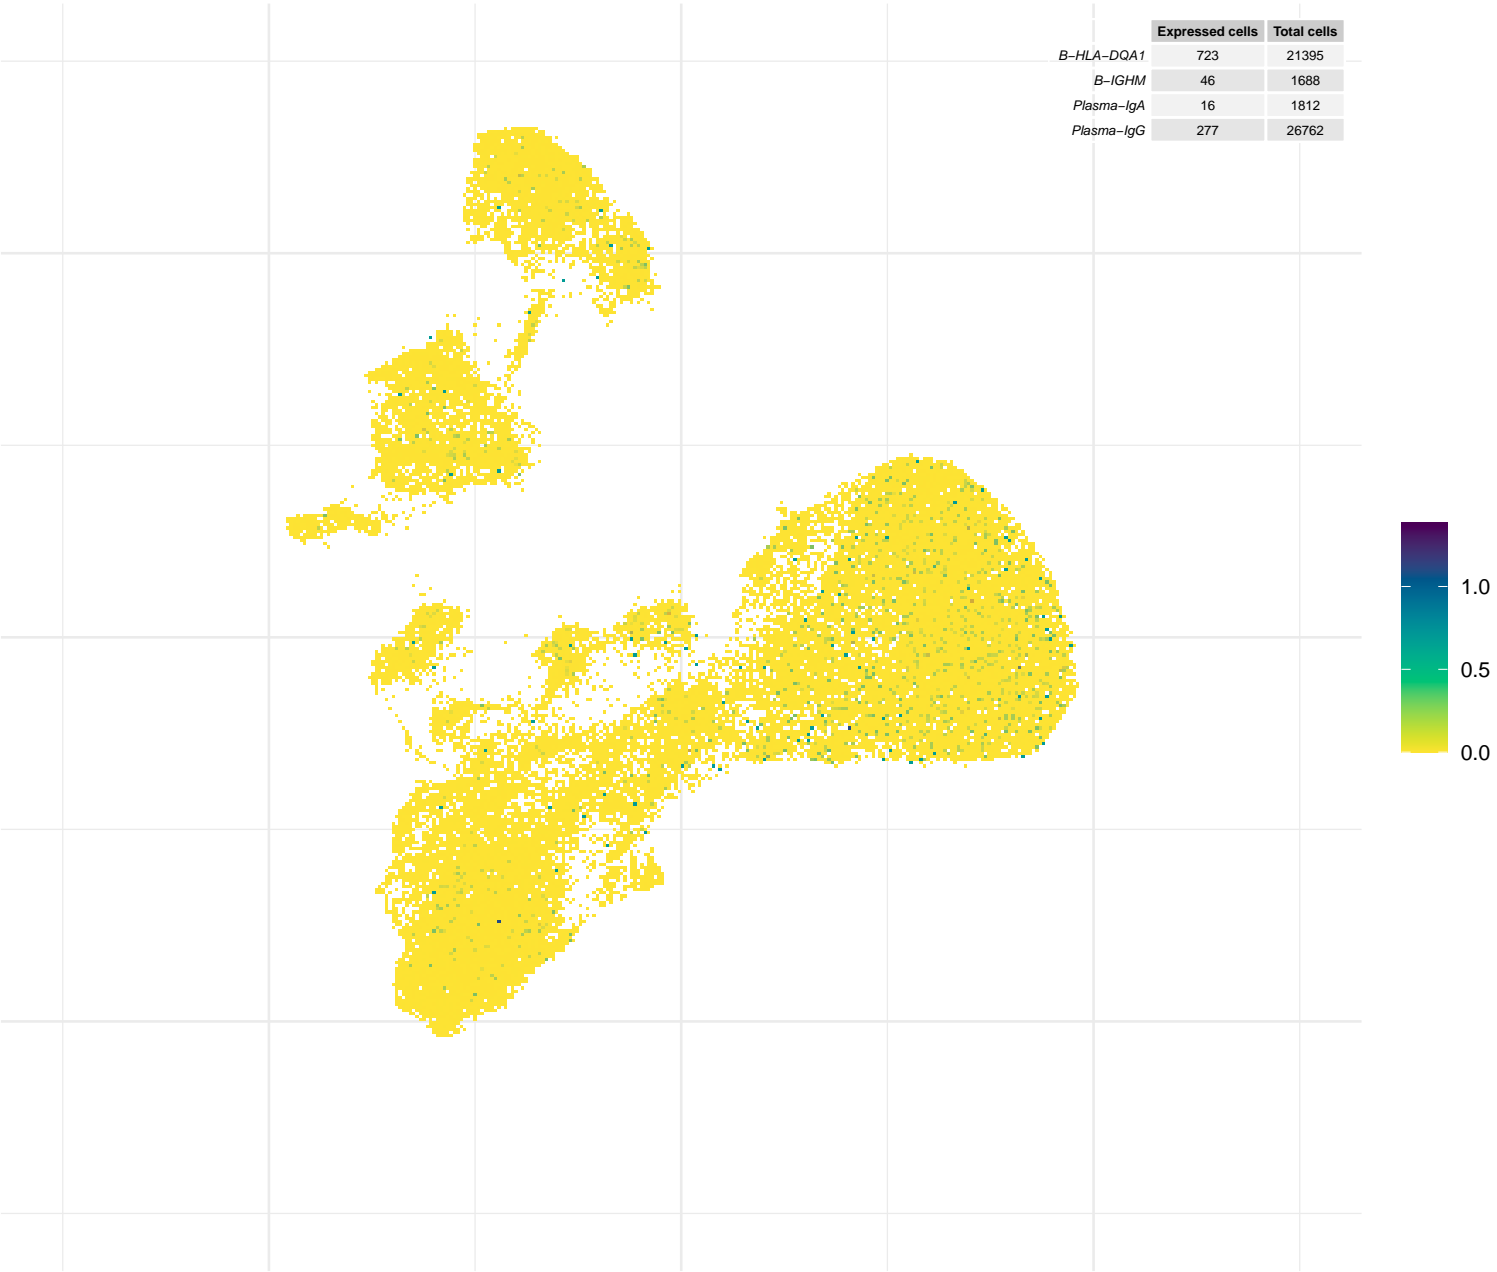 Expressed cells Total cells
B−HLA−DQA1 723 21395
B−IGHM 46 1688
Plasma−IgA 16 1812
Plasma−IgG 277 26762
1.0
0.5
0.0